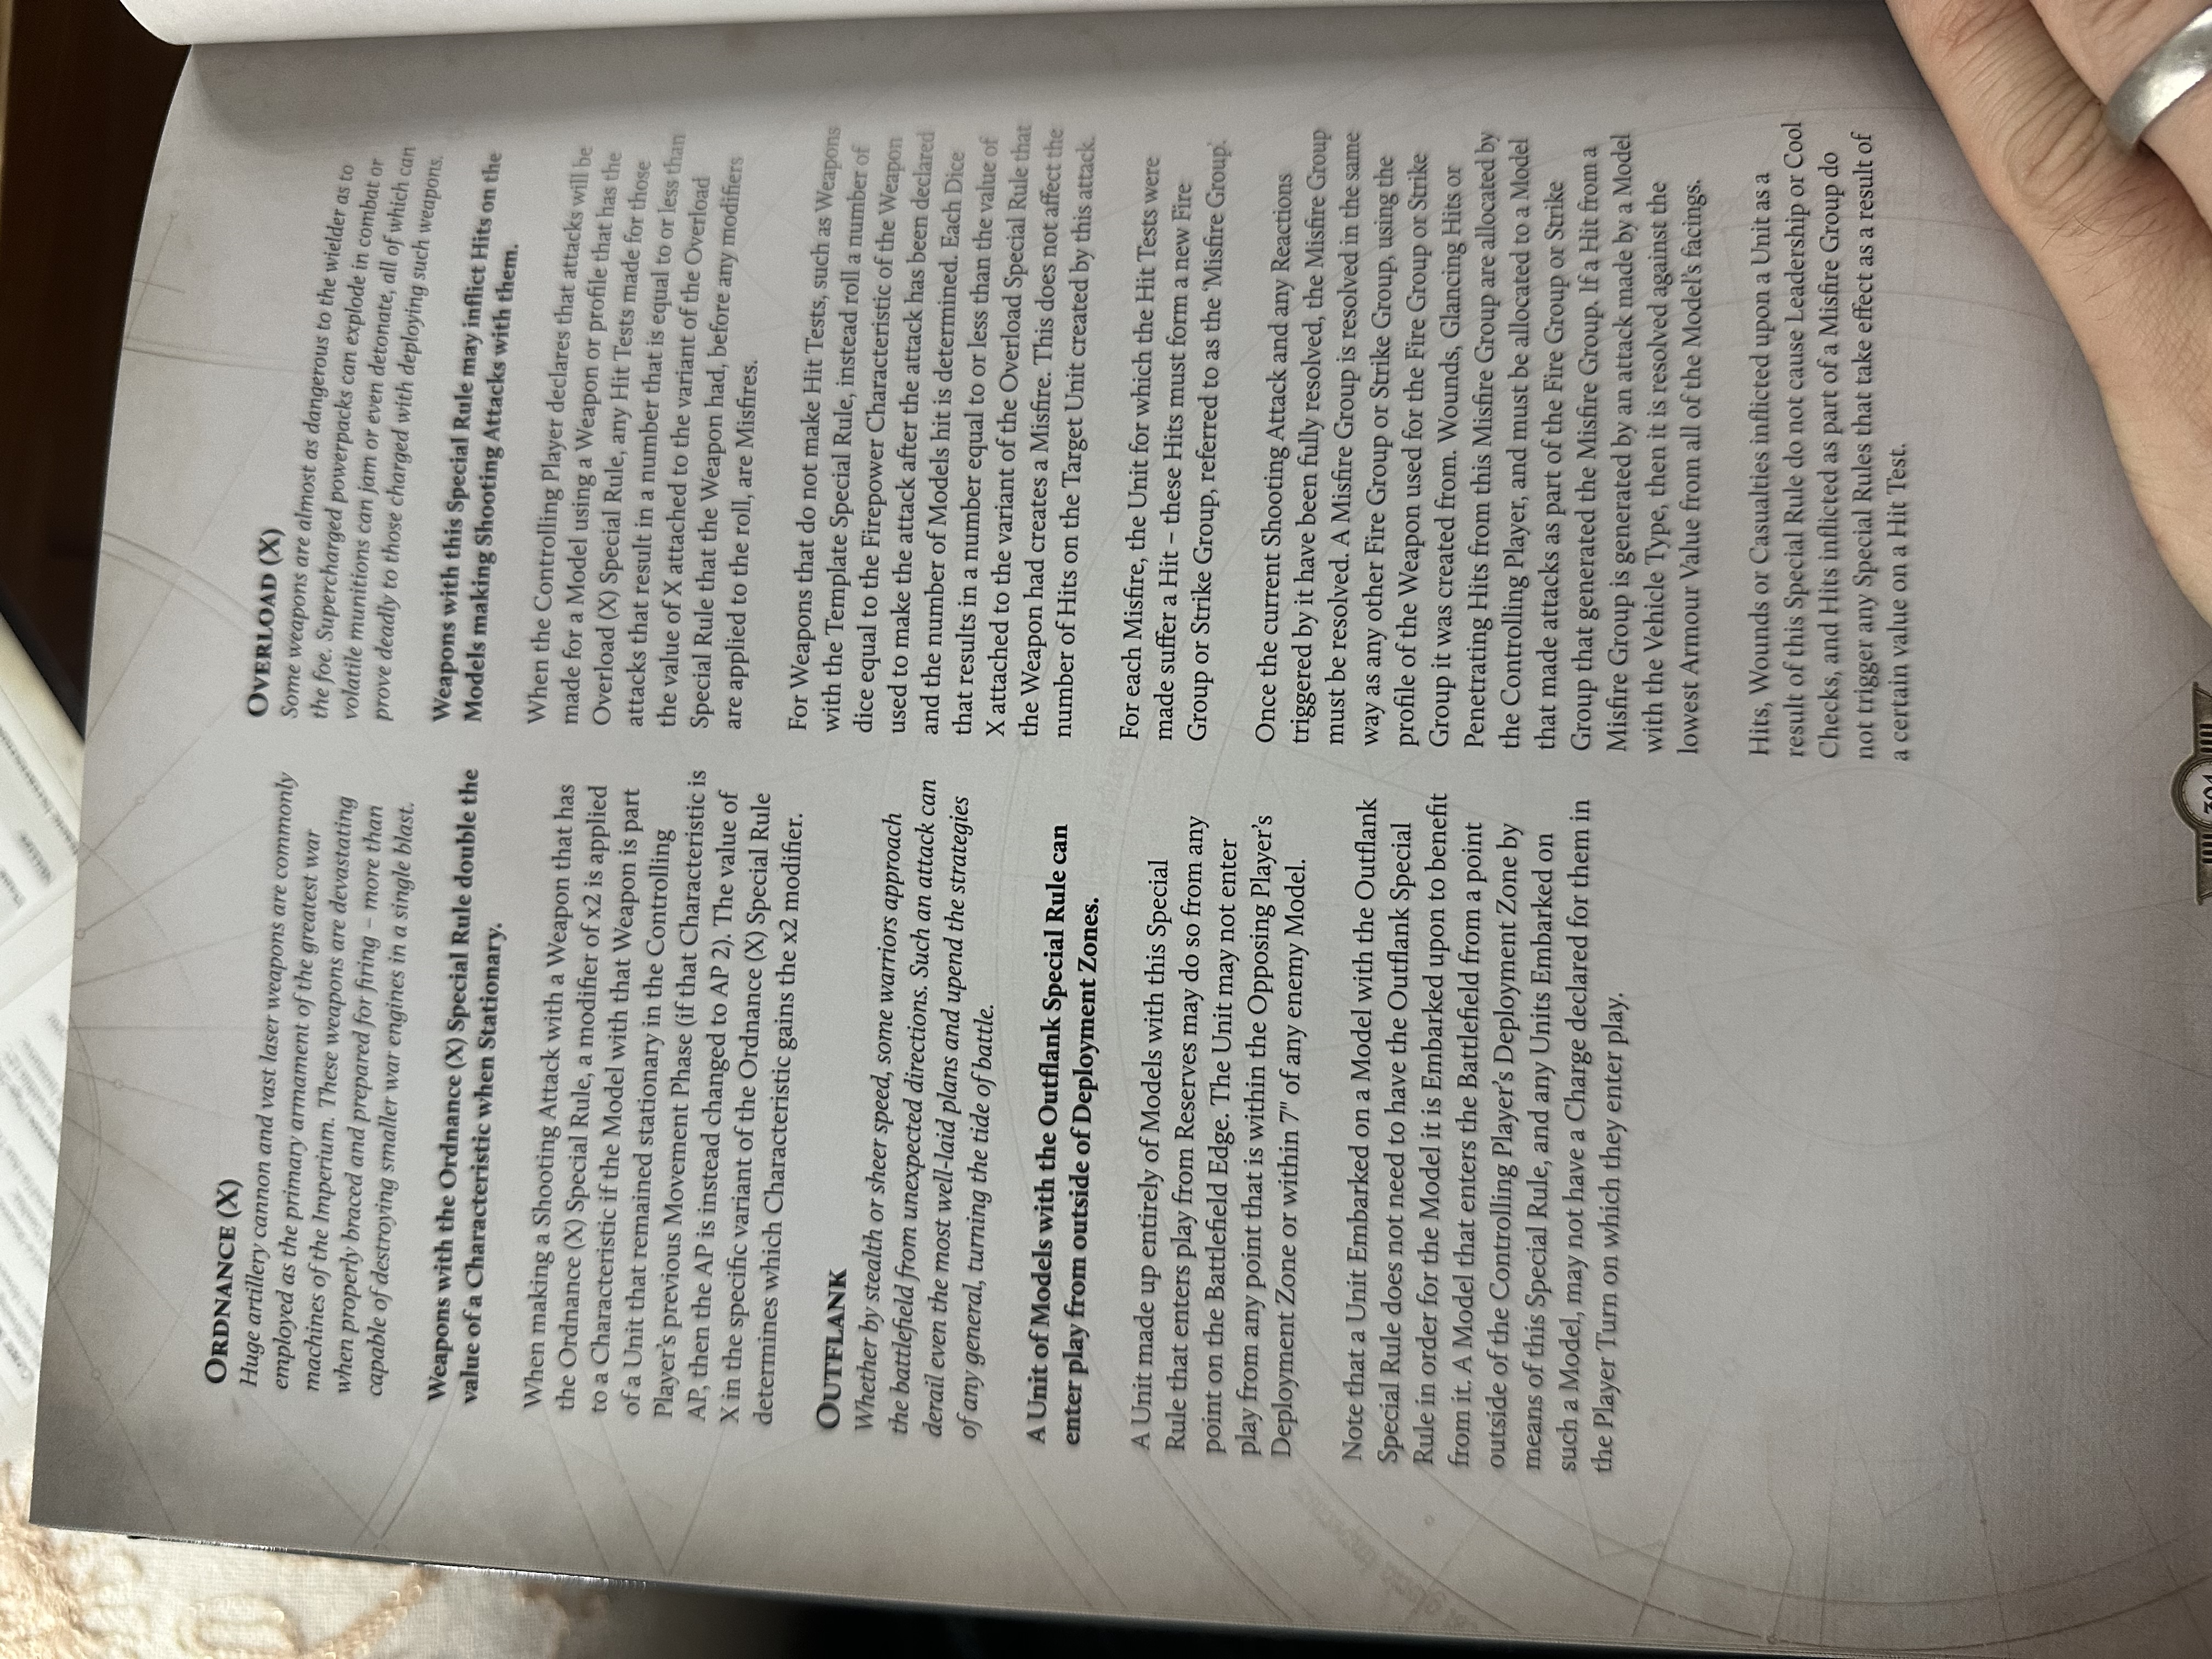 ORDNANCE (X)
Huge artillery cannon and vast laser weapons are commonly
employed as the primary armament of the greatest war
machines of the Imperium. These weapons are devastating
when properly braced and prepared for firing – more than
capable of destroying smaller war engines in a single blast.
Weapons with the Ordnance (X) Special Rule double the
value of a Characteristic when Stationary.
When making a Shooting Attack with a Weapon that has
the Ordnance (X) Special Rule, a modifier of x2 is applied
to a Characteristic if the Model with that Weapon is part
of a Unit that remained stationary in the Controlling
Player's previous Movement Phase (if that Characteristic is
AP, then the AP is instead changed to AP 2). The value of
X in the specific variant of the Ordnance (X) Special Rule
determines which Characteristic gains the x2 modifier.
OUTFLANK
Whether by stealth or sheer speed, some warriors approach
the battlefield from unexpected directions. Such an attack can
derail even the most well-laid plans and upend the strategies
of any general, turning the tide of battle.
A Unit of Models with the Outflank Special Rule can
enter play from outside of Deployment Zones.
A Unit made up entirely of Models with this Special
Rule that enters play from Reserves may do so from any
point on the Battlefield Edge. The Unit may not enter
play from any point that is within the Opposing Player's
Deployment Zone or within 7" of any enemy Model.
Note that a Unit Embarked on a Model with the Outflank
Special Rule does not need to have the Outflank Special
Rule in order for the Model it is Embarked upon to benefit
from it. A Model that enters the Battlefield from a point
outside of the Controlling Player's Deployment Zone by
means of this Special Rule, and any Units Embarked on
such a Model, may not have a Charge declared for them in
the Player Turn on which they enter play.
OVERLOAD (X)
Some weapons are almost as dangerous to the wielder as to
the foe. Supercharged powerpacks can explode in combat or
volatile munitions can jam or even detonate, all of which can
prove deadly to those charged with deploying such weapons.
Weapons with this Special Rule may inflict Hits on the
Models making Shooting Attacks with them.
When the Controlling Player declares that attacks will be
made for a Model using a Weapon or profile that has the
Overload (X) Special Rule, any Hit Tests made for those
attacks that result in a number that is equal to or less than
the value of X attached to the variant of the Overload
Special Rule that the Weapon had, before any modifiers
are applied to the roll, are Misfires.
For Weapons that do not make Hit Tests, such as Weapons
with the Template Special Rule, instead roll a number of
dice equal to the Firepower Characteristic of the Weapon
used to make the attack after the attack has been declared
and the number of Models hit is determined. Each Dice
that results in a number equal to or less than the value of
X attached to the variant of the Overload Special Rule that
the Weapon had creates a Misfire. This does not affect the
number of Hits on the Target Unit created by this attack.
For each Misfire, the Unit for which the Hit Tests were
made suffer a Hit – these Hits must form a new Fire
Group or Strike Group, referred to as the 'Misfire Group'.
Once the current Shooting Attack and any Reactions
triggered by it have been fully resolved, the Misfire Group
must be resolved. A Misfire Group is resolved in the same
way as any other Fire Group or Strike Group, using the
profile of the Weapon used for the Fire Group or Strike
Group it was created from. Wounds, Glancing Hits or
Penetrating Hits from this Misfire Group are allocated by
the Controlling Player, and must be allocated to a Model
that made attacks as part of the Fire Group or Strike
Group that generated the Misfire Group. If a Hit from a
Misfire Group is generated by an attack made by a Model
with the Vehicle Type, then it is resolved against the
lowest Armour Value from all of the Model's facings.
Hits, Wounds or Casualties inflicted upon a Unit as a
result of this Special Rule do not cause Leadership or Cool
Checks, and Hits inflicted as part of a Misfire Group do
not trigger any Special Rules that take effect as a result of
a certain value on a Hit Test.